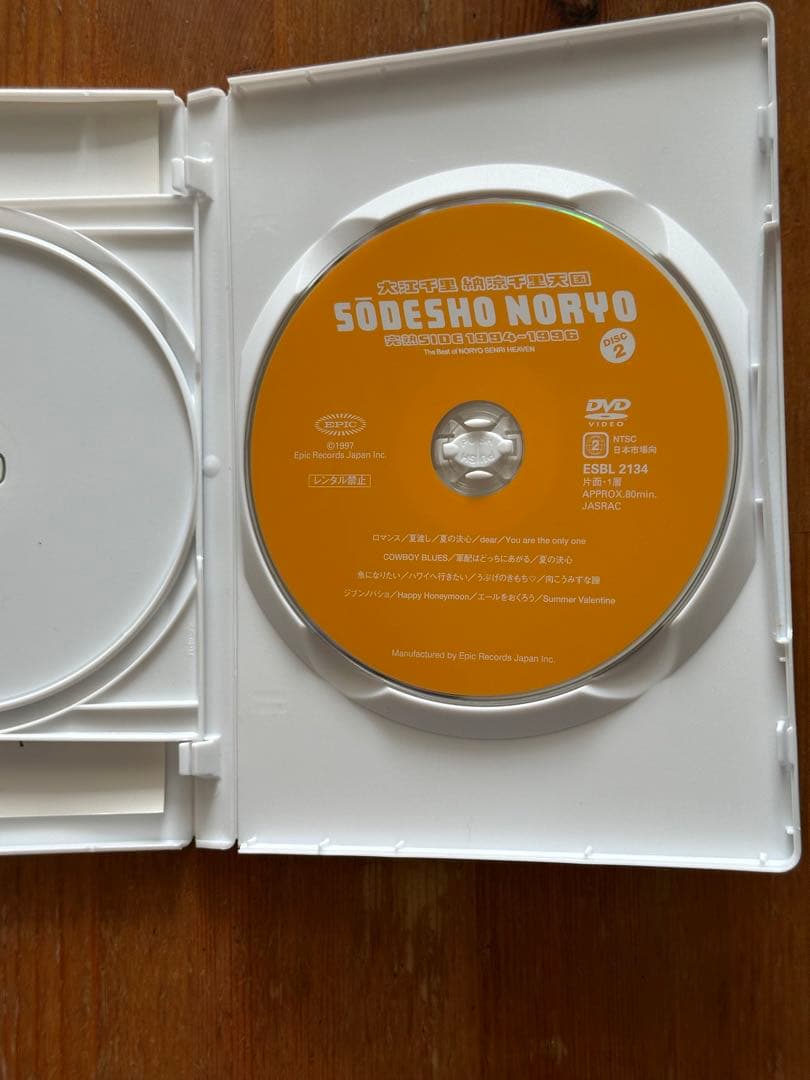 大江千里 納涼千里天国
SŌDESHO NORYO
完熟SIDE 1994-1996
The Best of NORYO SENRI HEAVEN
DISC 2
EPIC
©1997
Epic Records Japan Inc.
レンタル禁止
DVD
VIDEO
2 NTSC
日本市場向
ESBL 2134
片面・1層
APPROX.80min.
JASRAC
ロマンス／夏渡し／夏の決心／dear／You are the only one
COWBOY BLUES／軍配はどっちにあがる／夏の決心
魚になりたい／ハワイへ行きたい／うぶげのきもち♡／向こうみずな瞳
ジブンノバショ／Happy Honeymoon／エールをおくろう／Summer Valentine
Manufactured by Epic Records Japan Inc.